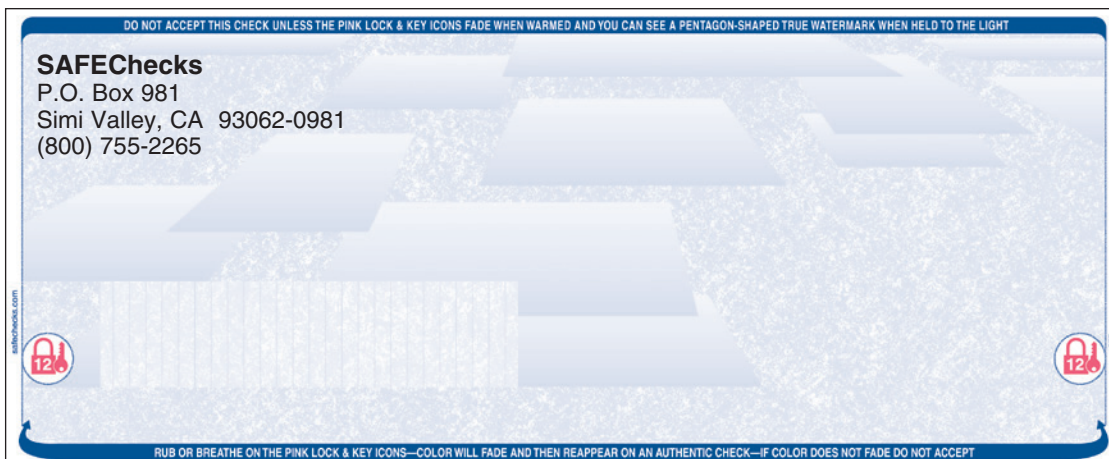 DO NOT ACCEPT THIS CHECK UNLESS THE PINK LOCK & KEY ICONS FADE WHEN WARMED AND YOU CAN SEE A PENTAGON-SHAPED TRUE WATERMARK WHEN HELD TO THE LIGHT
SAFEChecks
P.O. Box 981
Simi Valley, CA 93062-0981
(800) 755-2265
safechecks.com
12
12
RUB OR BREATHE ON THE PINK LOCK & KEY ICONS—COLOR WILL FADE AND THEN REAPPEAR ON AN AUTHENTIC CHECK—IF COLOR DOES NOT FADE DO NOT ACCEPT